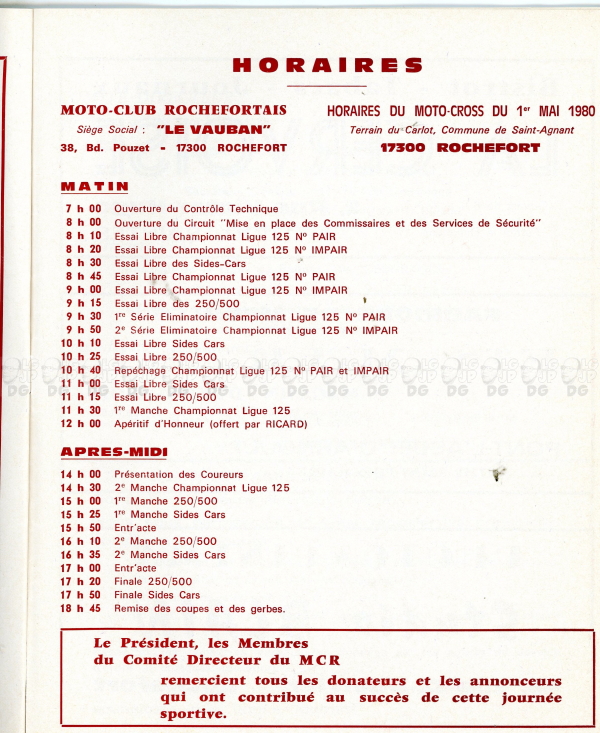 HORAIRES
MOTO-CLUB ROCHEFORTAIS
Siège Social : "LE VAUBAN"
38, Bd. Pouzet - 17300 ROCHEFORT
HORAIRES DU MOTO-CROSS DU 1er MAI 1980
Terrain du Carlot, Commune de Saint-Agnant
17300 ROCHEFORT
MATIN
7 h 00 Ouverture du Contrôle Technique
8 h 00 Ouverture du Circuit "Mise en place des Commissaires et des Services de Sécurité"
8 h 10 Essai Libre Championnat Ligue 125 Nº PAIR
8 h 20 Essai Libre Championnat Ligue 125 Nº IMPAIR
8 h 30 Essai Libre des Sides-Cars
8 h 45 Essai Libre Championnat Ligue 125 Nº PAIR
9 h 00 Essai Libre Championnat Ligue 125 Nº IMPAIR
9 h 15 Essai Libre des 250/500
9 h 30 1re Série Eliminatoire Championnat Ligue 125 Nº PAIR
9 h 50 2e Série Eliminatoire Championnat Ligue 125 Nº IMPAIR
10 h 10 Essai Libre Sides Cars
10 h 25 Essai Libre 250/500
10 h 40 Repêchage Championnat Ligue 125 Nº PAIR et IMPAIR
11 h 00 Essai Libre Sides Cars
11 h 15 Essai Libre 250/500
11 h 30 1re Manche Championnat Ligue 125
12 h 00 Apéritif d'Honneur (offert par RICARD)
APRES-MIDI
14 h 00 Présentation des Coureurs
14 h 30 2e Manche Championnat Ligue 125
15 h 00 1re Manche 250/500
15 h 25 1re Manche Sides Cars
15 h 50 Entr'acte
16 h 10 2e Manche 250/500
16 h 35 2e Manche Sides Cars
17 h 00 Entr'acte
17 h 20 Finale 250/500
17 h 50 Finale Sides Cars
18 h 45 Remise des coupes et des gerbes.
Le Président, les Membres
du Comité Directeur du MCR
remercient tous les donateurs et les annonceurs
qui ont contribué au succès de cette journée
sportive.